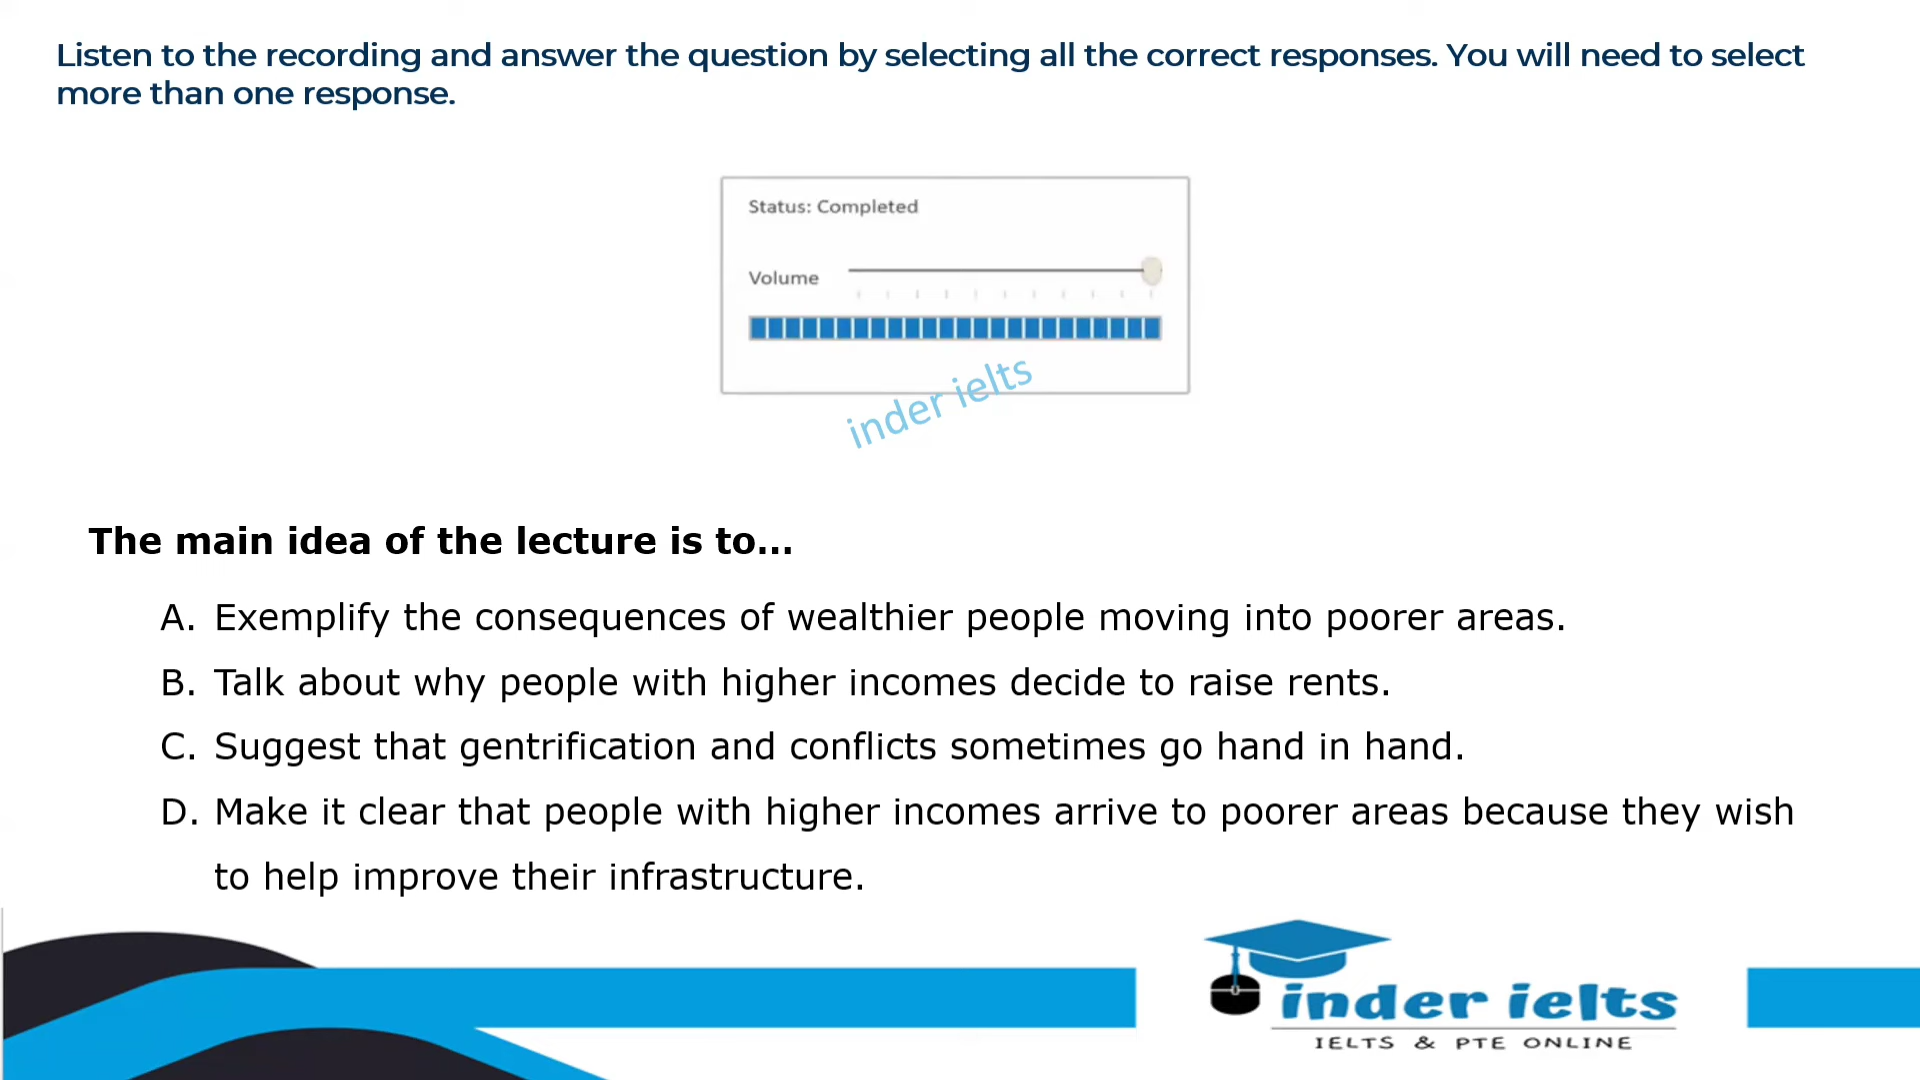 Listen to the recording and answer the question by selecting all the correct responses. You will need to select
more than one response.
Status: Completed
Volume
inder ielts
The main idea of the lecture is to...
A. Exemplify the consequences of wealthier people moving into poorer areas.
B. Talk about why people with higher incomes decide to raise rents.
C. Suggest that gentrification and conflicts sometimes go hand in hand.
D. Make it clear that people with higher incomes arrive to poorer areas because they wish
to help improve their infrastructure.
inder ielts
IELTS & PTE ONLINE